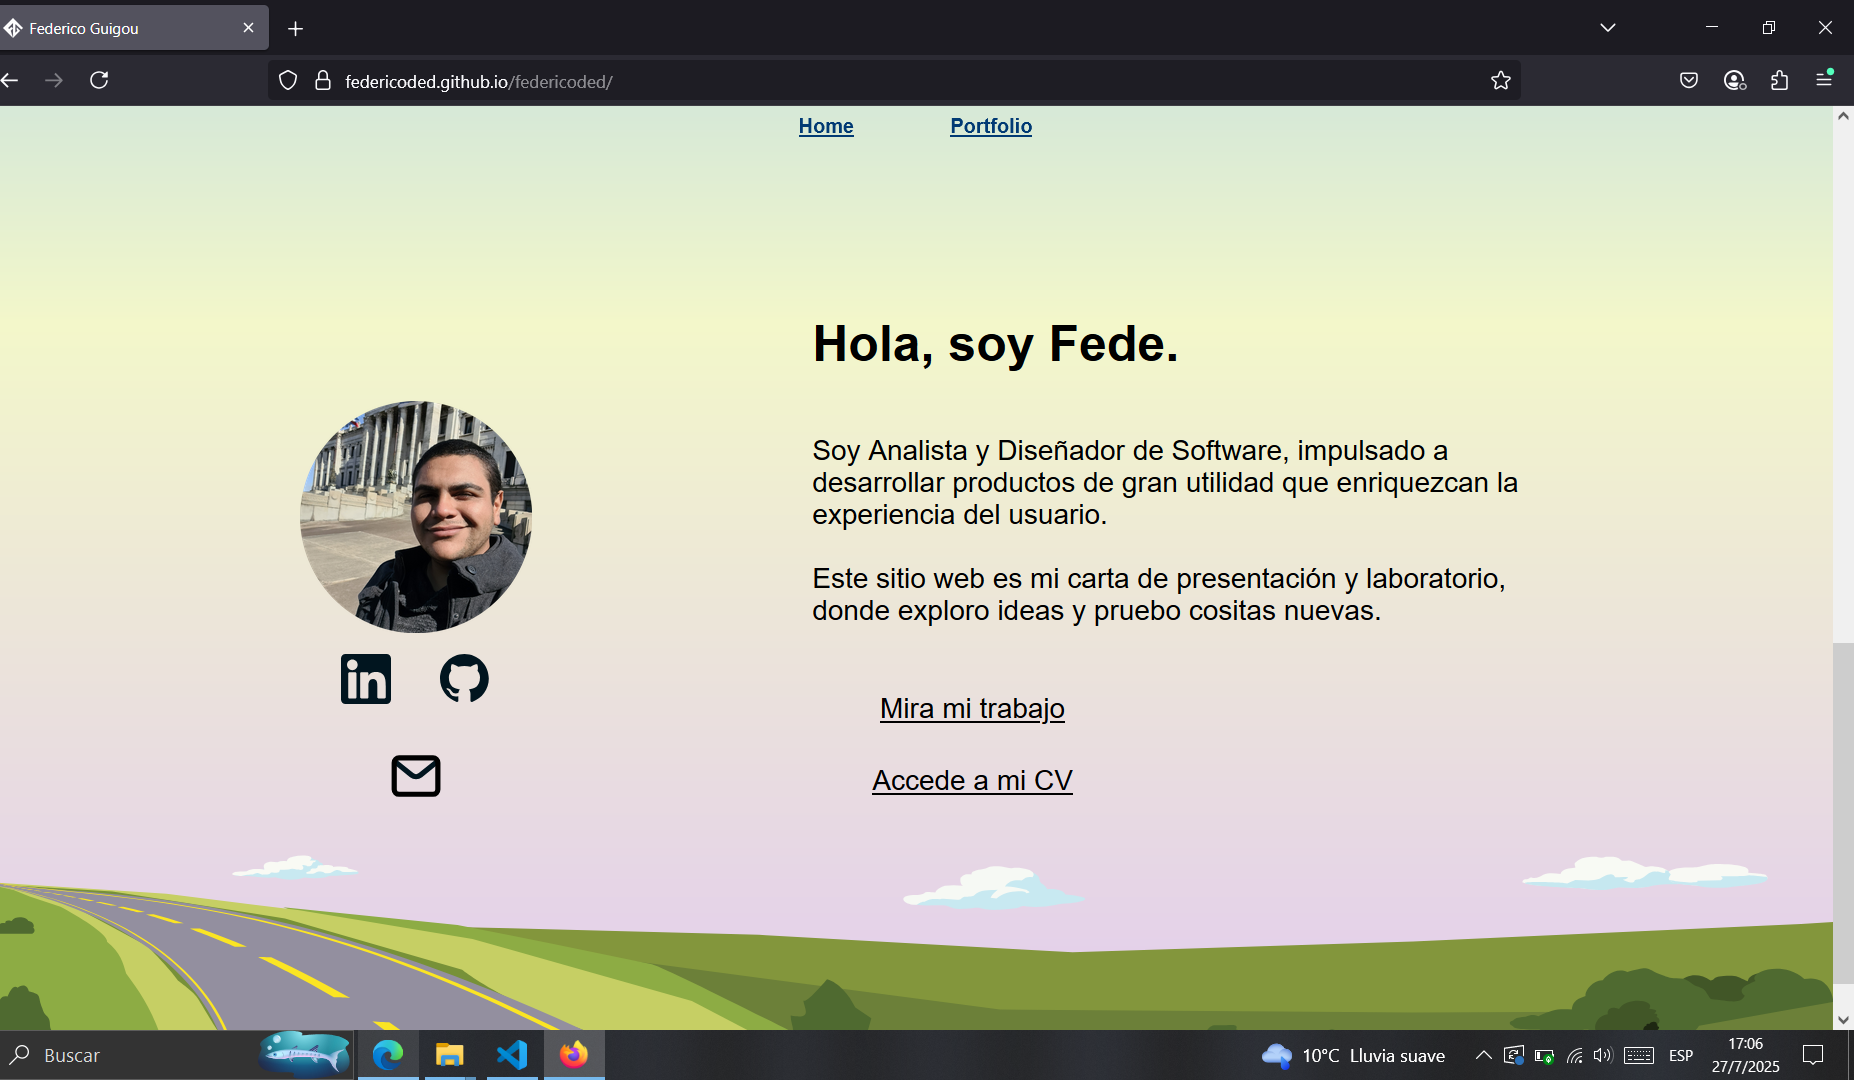 Federico Guigou
federicoded.github.io/federicoded/
Home
Portfolio
Hola, soy Fede.
Soy Analista y Diseñador de Software, impulsado a
desarrollar productos de gran utilidad que enriquezcan la
experiencia del usuario.
Este sitio web es mi carta de presentación y laboratorio,
donde exploro ideas y pruebo cositas nuevas.
in
Mira mi trabajo
Accede a mi CV
Buscar
10°C Lluvia suave
ESP
17:06
27/7/2025